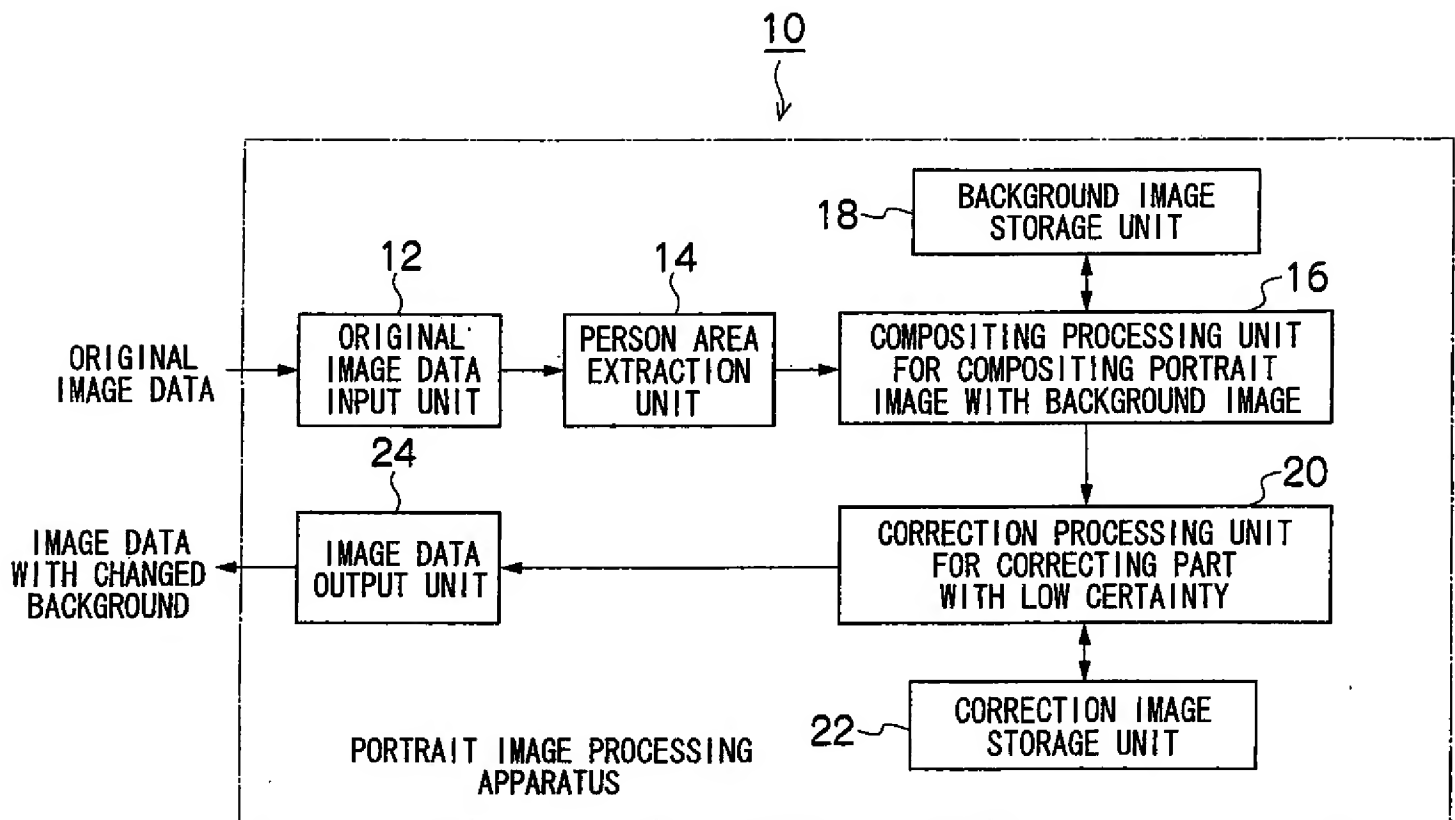 10
18
BACKGROUND IMAGE
STORAGE UNIT
12
14
16
ORIGINAL
IMAGE DATA
ORIGINAL
IMAGE DATA
INPUT UNIT
PERSON AREA
EXTRACTION
UNIT
COMPOSITING PROCESSING UNIT
FOR COMPOSITING PORTRAIT
IMAGE WITH BACKGROUND IMAGE
24
20
IMAGE DATA
WITH CHANGED
BACKGROUND
IMAGE DATA
OUTPUT UNIT
CORRECTION PROCESSING UNIT
FOR CORRECTING PART
WITH LOW CERTAINTY
22
CORRECTION IMAGE
STORAGE UNIT
PORTRAIT IMAGE PROCESSING
APPARATUS